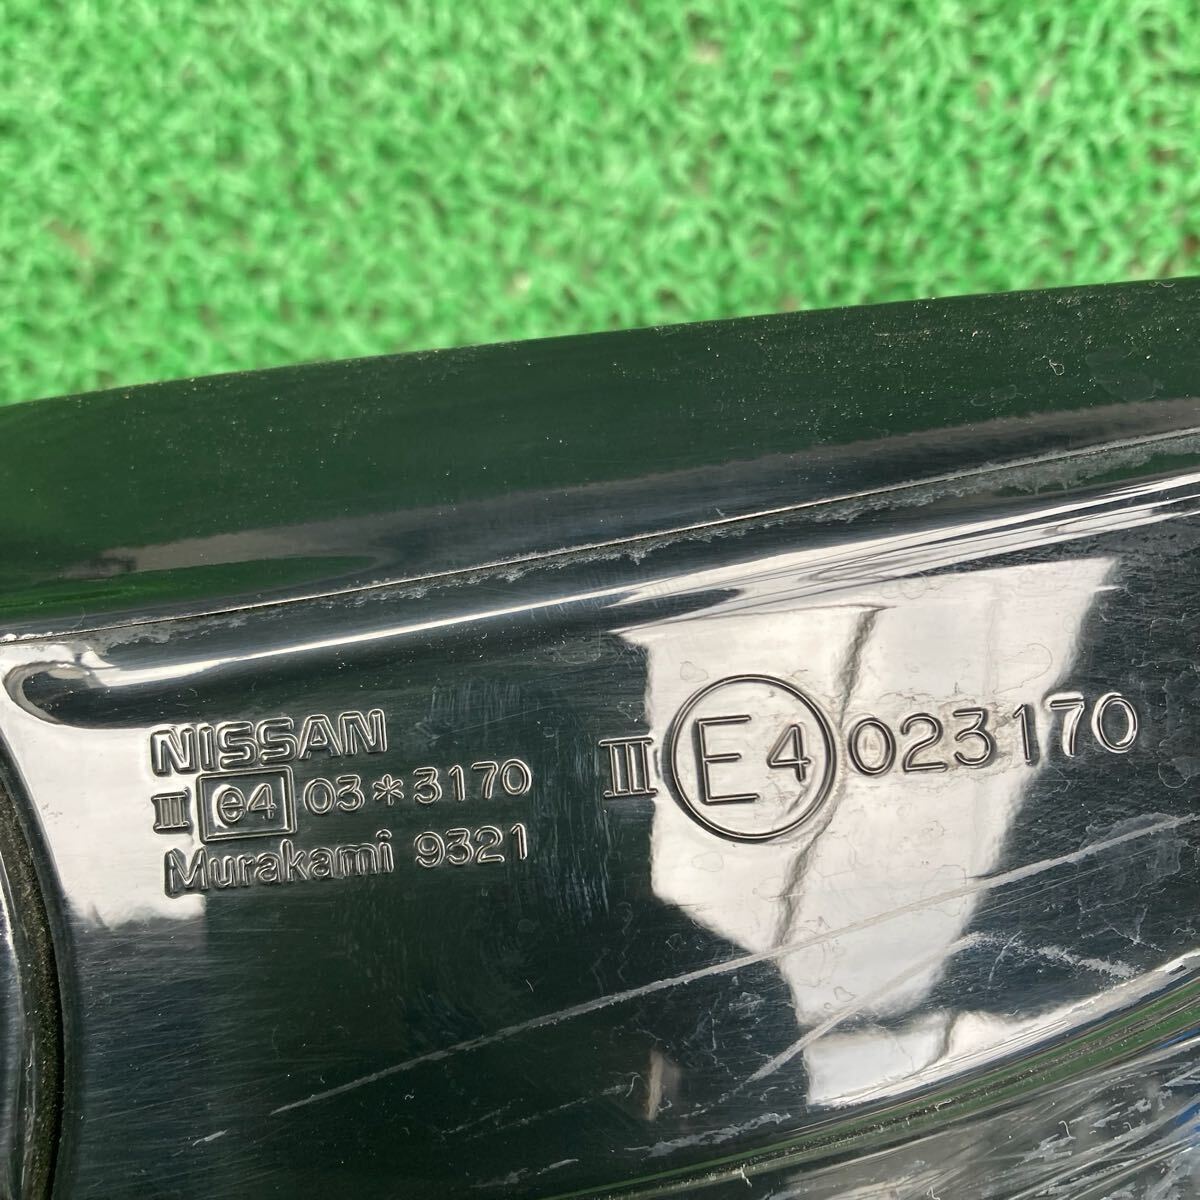 NISSAN
III e4 03*3170
Murakami 9321
III E4 023170